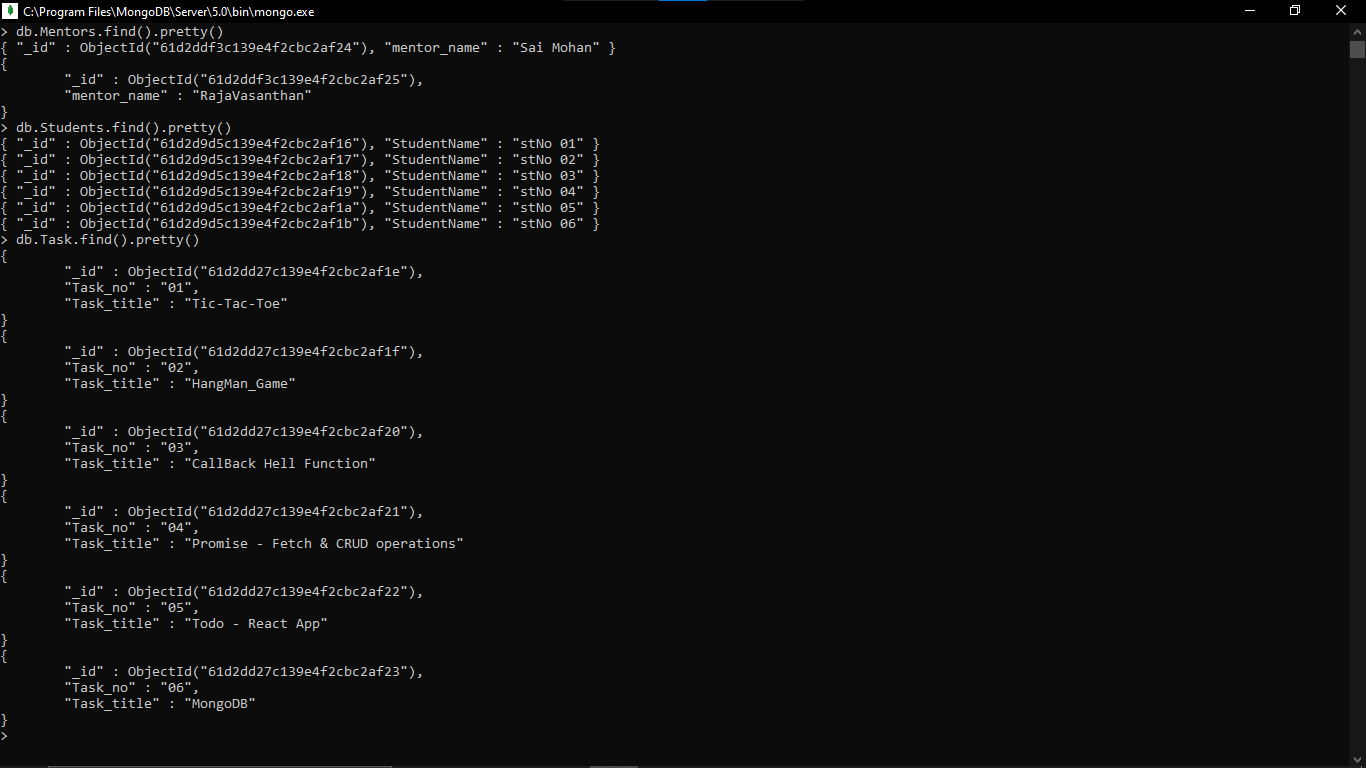 C:\Program Files\MongoDB\Server\5.0\bin\mongo.exe
> db.Mentors.find().pretty()
{ "_id" : ObjectId("61d2ddf3c139e4f2cbc2af24"), "mentor_name" : "Sai Mohan" }
{
        "_id" : ObjectId("61d2ddf3c139e4f2cbc2af25"),
        "mentor_name" : "RajaVasanthan"
}
> db.Students.find().pretty()
{ "_id" : ObjectId("61d2d9d5c139e4f2cbc2af16"), "StudentName" : "stNo 01" }
{ "_id" : ObjectId("61d2d9d5c139e4f2cbc2af17"), "StudentName" : "stNo 02" }
{ "_id" : ObjectId("61d2d9d5c139e4f2cbc2af18"), "StudentName" : "stNo 03" }
{ "_id" : ObjectId("61d2d9d5c139e4f2cbc2af19"), "StudentName" : "stNo 04" }
{ "_id" : ObjectId("61d2d9d5c139e4f2cbc2af1a"), "StudentName" : "stNo 05" }
{ "_id" : ObjectId("61d2d9d5c139e4f2cbc2af1b"), "StudentName" : "stNo 06" }
> db.Task.find().pretty()
{
        "_id" : ObjectId("61d2dd27c139e4f2cbc2af1e"),
        "Task_no" : "01",
        "Task_title" : "Tic-Tac-Toe"
}
{
        "_id" : ObjectId("61d2dd27c139e4f2cbc2af1f"),
        "Task_no" : "02",
        "Task_title" : "HangMan_Game"
}
{
        "_id" : ObjectId("61d2dd27c139e4f2cbc2af20"),
        "Task_no" : "03",
        "Task_title" : "CallBack Hell Function"
}
{
        "_id" : ObjectId("61d2dd27c139e4f2cbc2af21"),
        "Task_no" : "04",
        "Task_title" : "Promise - Fetch & CRUD operations"
}
{
        "_id" : ObjectId("61d2dd27c139e4f2cbc2af22"),
        "Task_no" : "05",
        "Task_title" : "Todo - React App"
}
{
        "_id" : ObjectId("61d2dd27c139e4f2cbc2af23"),
        "Task_no" : "06",
        "Task_title" : "MongoDB"
}
>